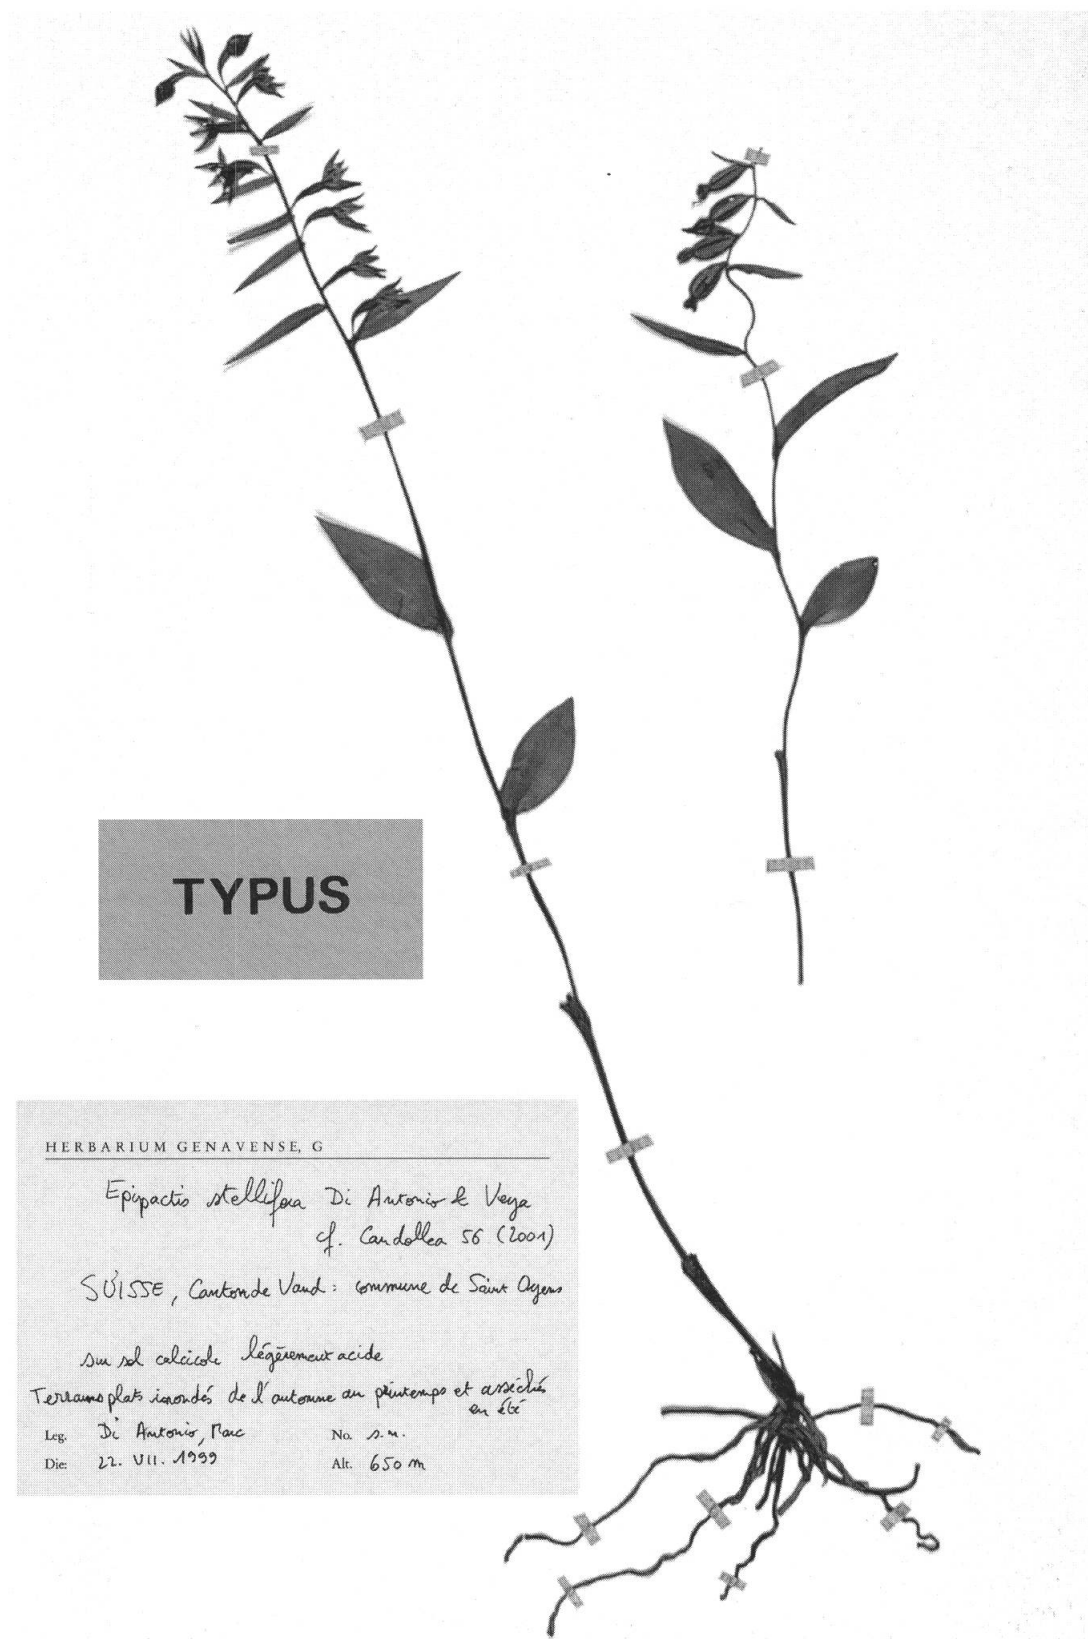 TYPUS
HERBARIUM GENAVENSE, G
Epipactis stellifera Di Antonio & Veya
cf. Candollea 56 (2001)
SUISSE, Canton de Vaud : commune de Saint Oyens
sur sol calcicole légèrement acide
Terrains plats inondés de l'automne au printemps et asséchés
en été
Leg. Di Antonio, Marc No. s.n.
Die: 22. VII. 1999 Alt. 650 m